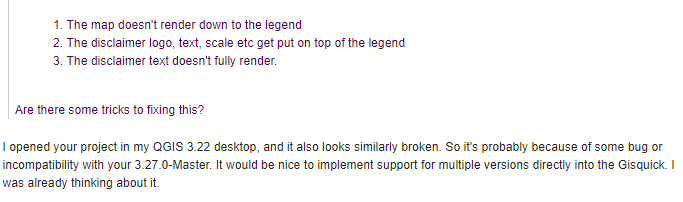 1. The map doesn't render down to the legend
2. The disclaimer logo, text, scale etc get put on top of the legend
3. The disclaimer text doesn't fully render.
Are there some tricks to fixing this?
I opened your project in my QGIS 3.22 desktop, and it also looks similarly broken. So it's probably because of some bug or
incompatibility with your 3.27.0-Master. It would be nice to implement support for multiple versions directly into the Gisquick. I
was already thinking about it.